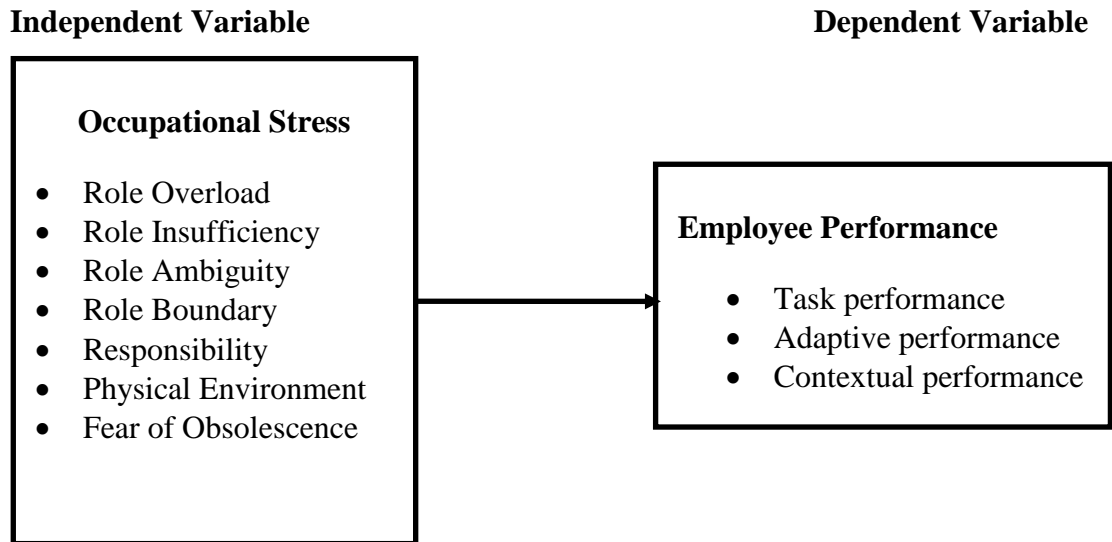 Independent Variable
Dependent Variable
Occupational Stress
• Role Overload
• Role Insufficiency
• Role Ambiguity
• Role Boundary
• Responsibility
• Physical Environment
• Fear of Obsolescence
Employee Performance
• Task performance
• Adaptive performance
• Contextual performance